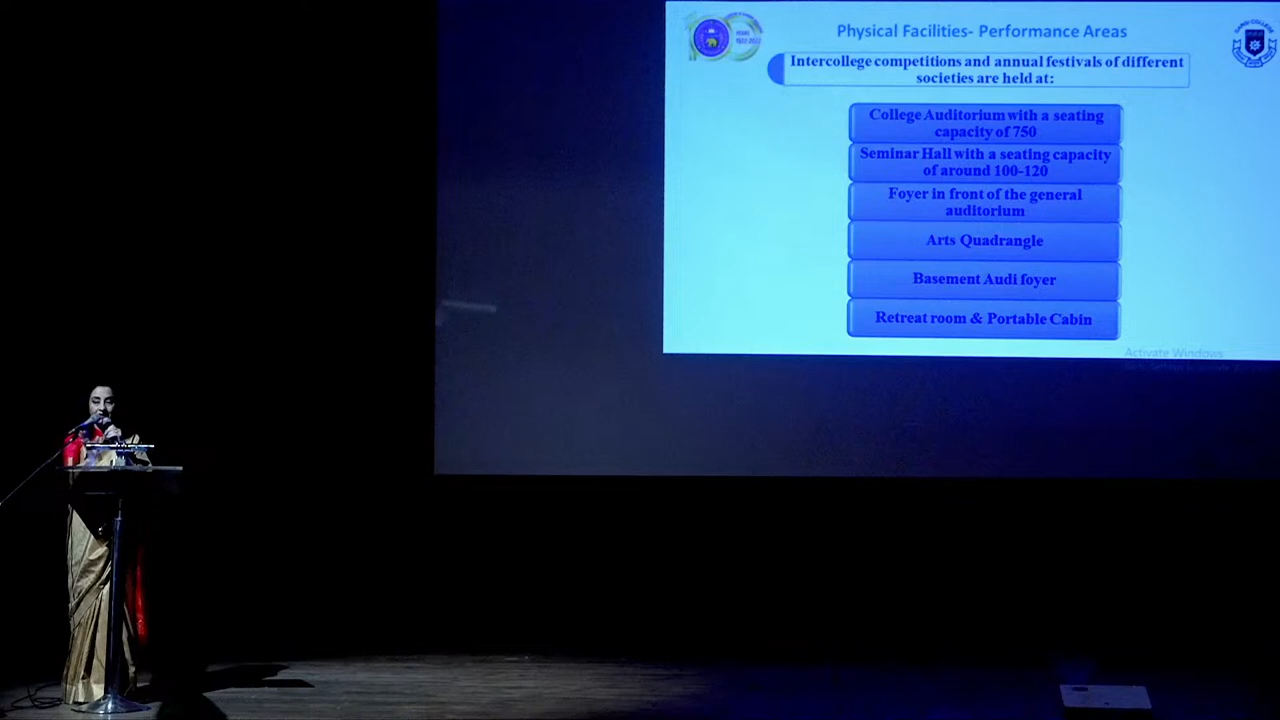 Physical Facilities- Performance Areas
Intercollege competitions and annual festivals of different
societies are held at:
College Auditorium with a seating
capacity of 750
Seminar Hall with a seating capacity
of around 100-120
Foyer in front of the general
auditorium
Arts Quadrangle
Basement Audi foyer
Retreat room & Portable Cabin
Activate Windows